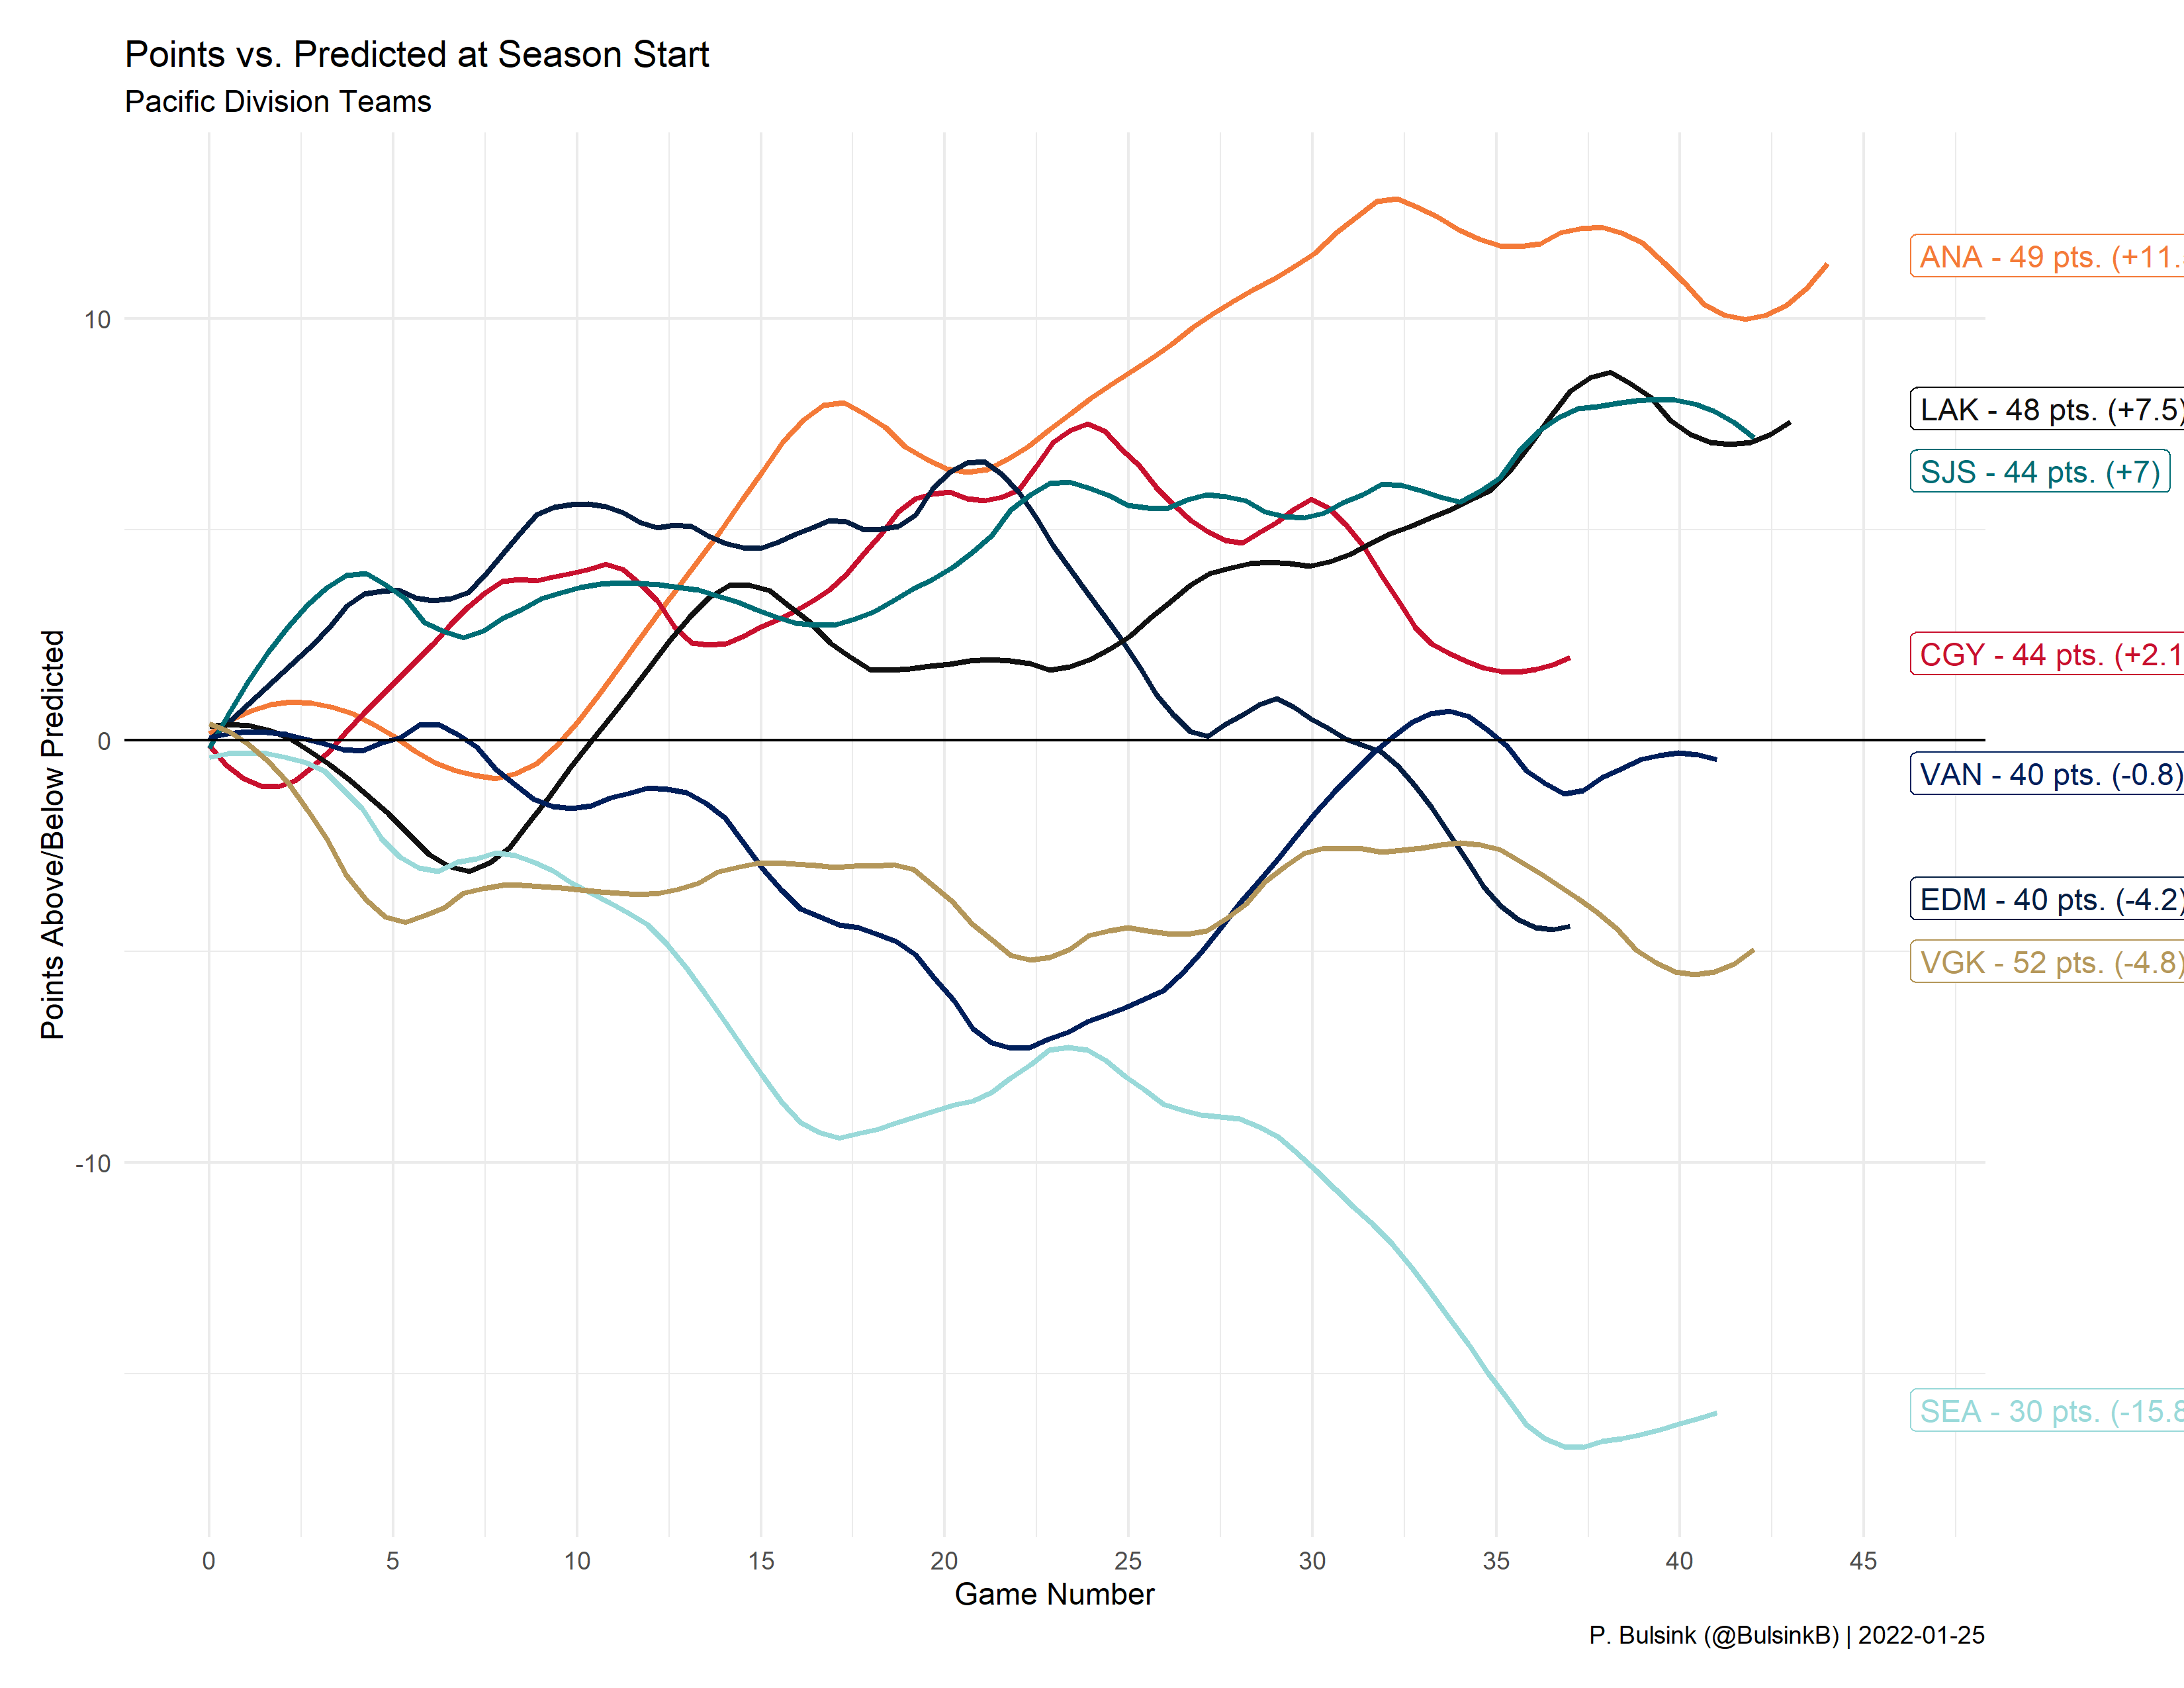 Points vs. Predicted at Season Start
Pacific Division Teams
Points Above/Below Predicted
10
0
-10
ANA - 49 pts. (+11.
LAK - 48 pts. (+7.5)
SJS - 44 pts. (+7)
CGY - 44 pts. (+2.1
VAN - 40 pts. (-0.8)
EDM - 40 pts. (-4.2)
VGK - 52 pts. (-4.8)
SEA - 30 pts. (-15.8
0 5 10 15 20 25 30 35 40 45
Game Number
P. Bulsink (@BulsinkB) | 2022-01-25